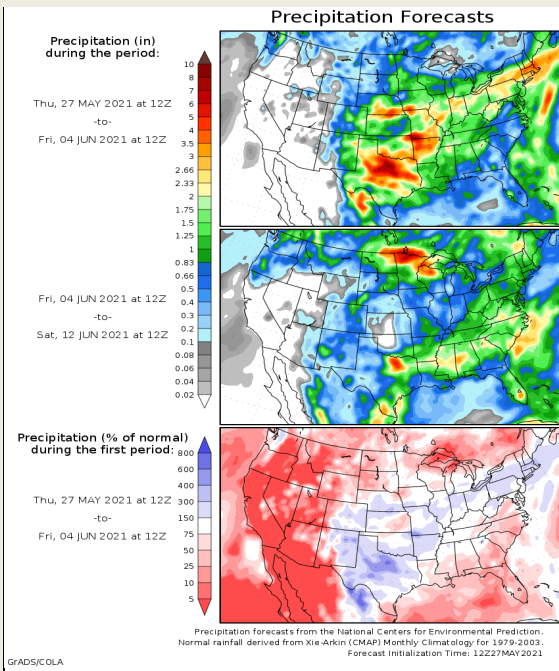 Precipitation Forecasts
Precipitation (in)
during the period:
Thu, 27 MAY 2021 at 12Z
-to-
Fri, 04 JUN 2021 at 12Z
10
8
7
6
5
4
3.5
3
2.66
2.33
2
1.75
1.5
1.25
1
0.83
0.66
0.5
0.4
0.3
0.2
0.1
0.08
0.06
0.04
0.02
Fri, 04 JUN 2021 at 12Z
-to-
Sat, 12 JUN 2021 at 12Z
Precipitation (% of normal)
during the first period:
Thu, 27 MAY 2021 at 12Z
-to-
Fri, 04 JUN 2021 at 12Z
800
600
400
300
150
75
50
25
10
5
Precipitation forecasts from the National Centers for Environmental Prediction.
Normal rainfall derived from Xie-Arkin (CMAP) Monthly Climatology for 1979-2003.
Forecast Initialization Time: 12Z27MAY2021
GrADS/COLA